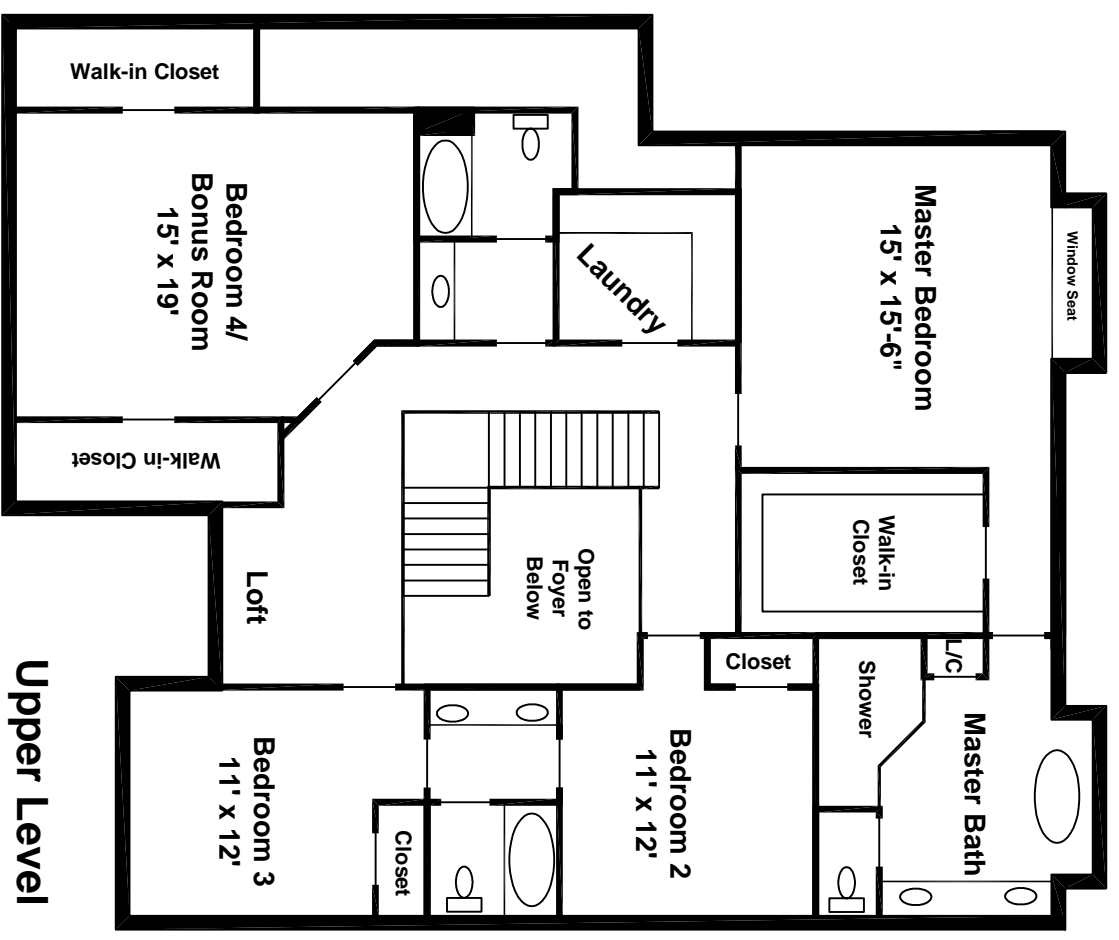 Walk-in Closet
Bedroom 4/
Bonus Room
15' x 19'
Walk-in Closet
Laundry
Master Bedroom
15' x 15'-6"
Window Seat
Walk-in
Closet
Open to
Foyer
Below
Loft
Closet
L/C
Shower
Master Bath
Bedroom 2
11' x 12'
Bedroom 3
11' x 12'
Closet
Upper Level